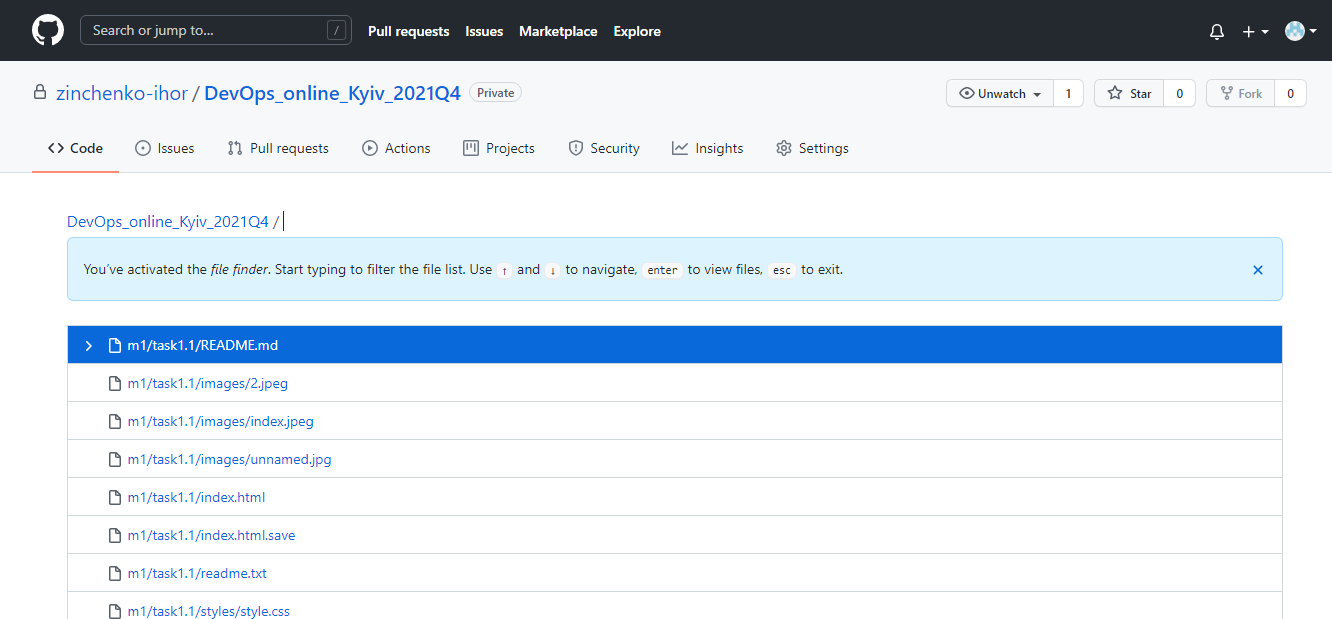 Search or jump to... / Pull requests Issues Marketplace Explore
zinchenko-ihor / DevOps_online_Kyiv_2021Q4 Private Unwatch 1 Star 0 Fork 0
Code Issues Pull requests Actions Projects Security Insights Settings
DevOps_online_Kyiv_2021Q4 /
You've activated the file finder. Start typing to filter the file list. Use ↑ and ↓ to navigate, enter to view files, esc to exit.
m1/task1.1/README.md
m1/task1.1/images/2.jpeg
m1/task1.1/images/index.jpeg
m1/task1.1/images/unnamed.jpg
m1/task1.1/index.html
m1/task1.1/index.html.save
m1/task1.1/readme.txt
m1/task1.1/styles/style.css